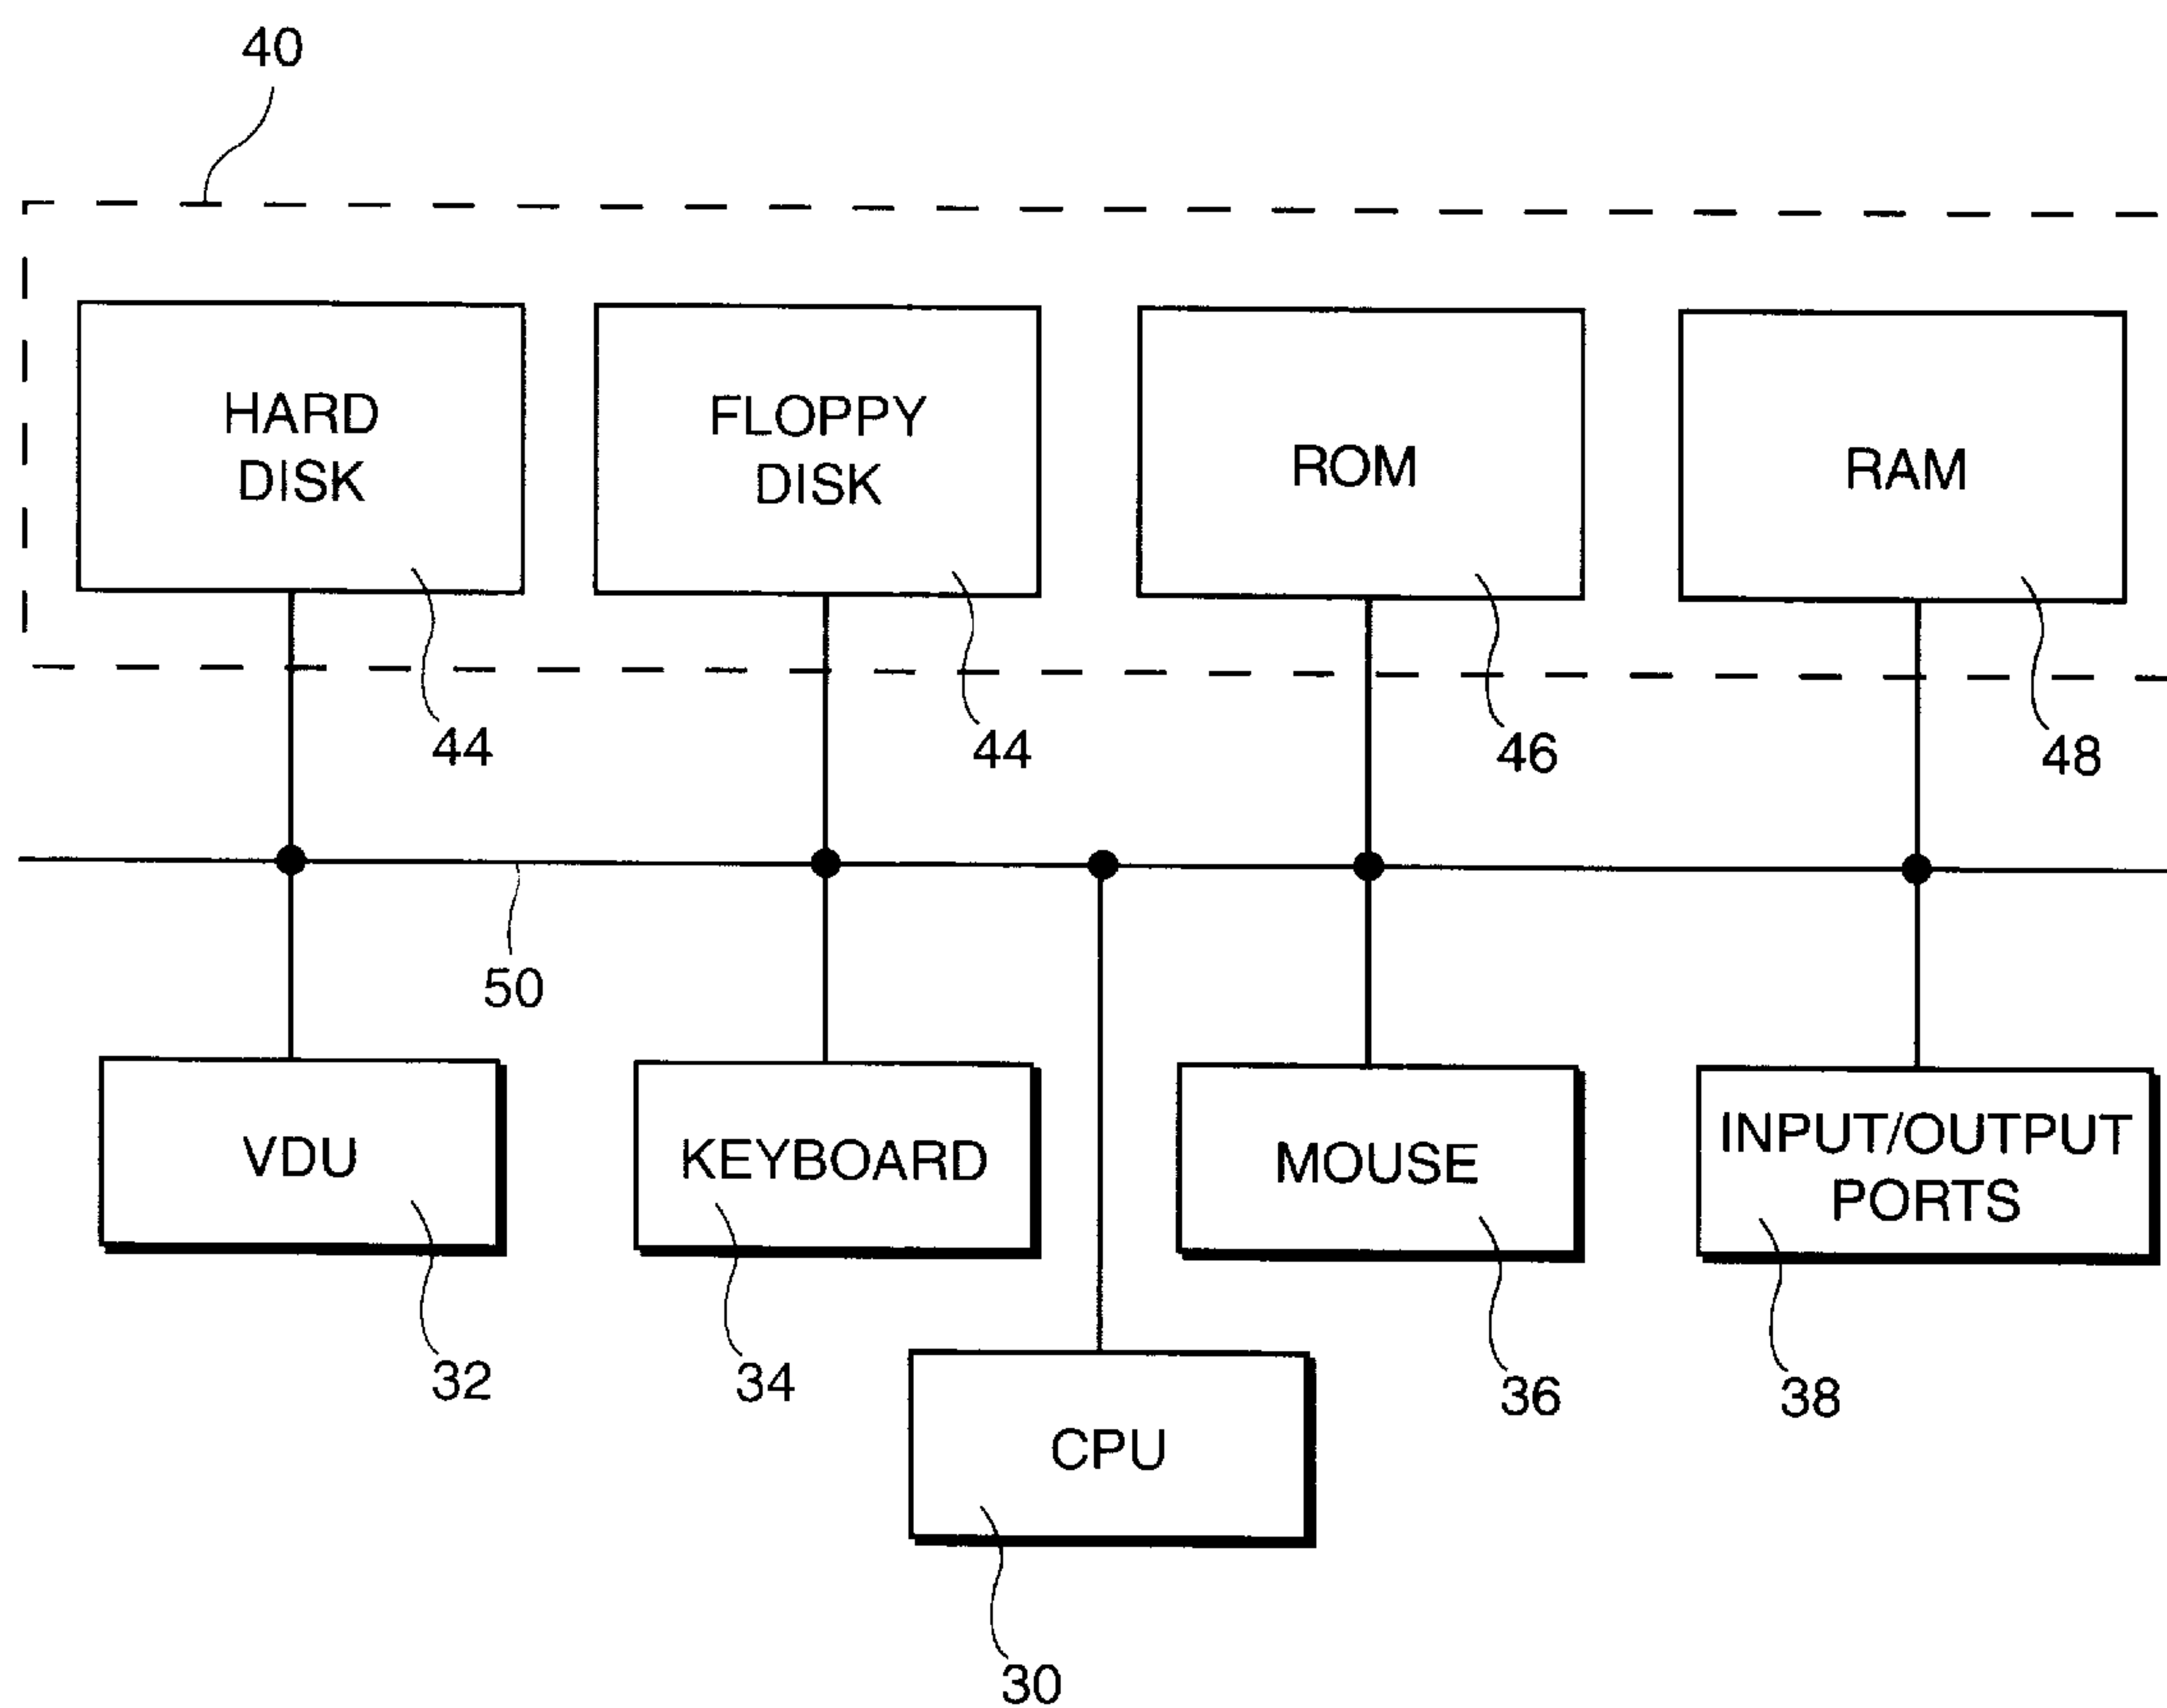 40
HARD
DISK
FLOPPY
DISK
ROM
RAM
44
44
46
48
50
VDU
KEYBOARD
MOUSE
INPUT/OUTPUT
PORTS
32
34
36
38
CPU
30